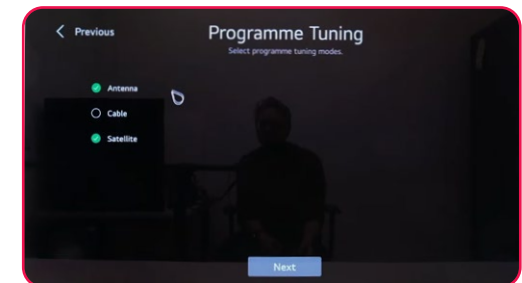 Previous
Programme Tuning
Select programme tuning modes.
Antenna
Cable
Satellite
Next